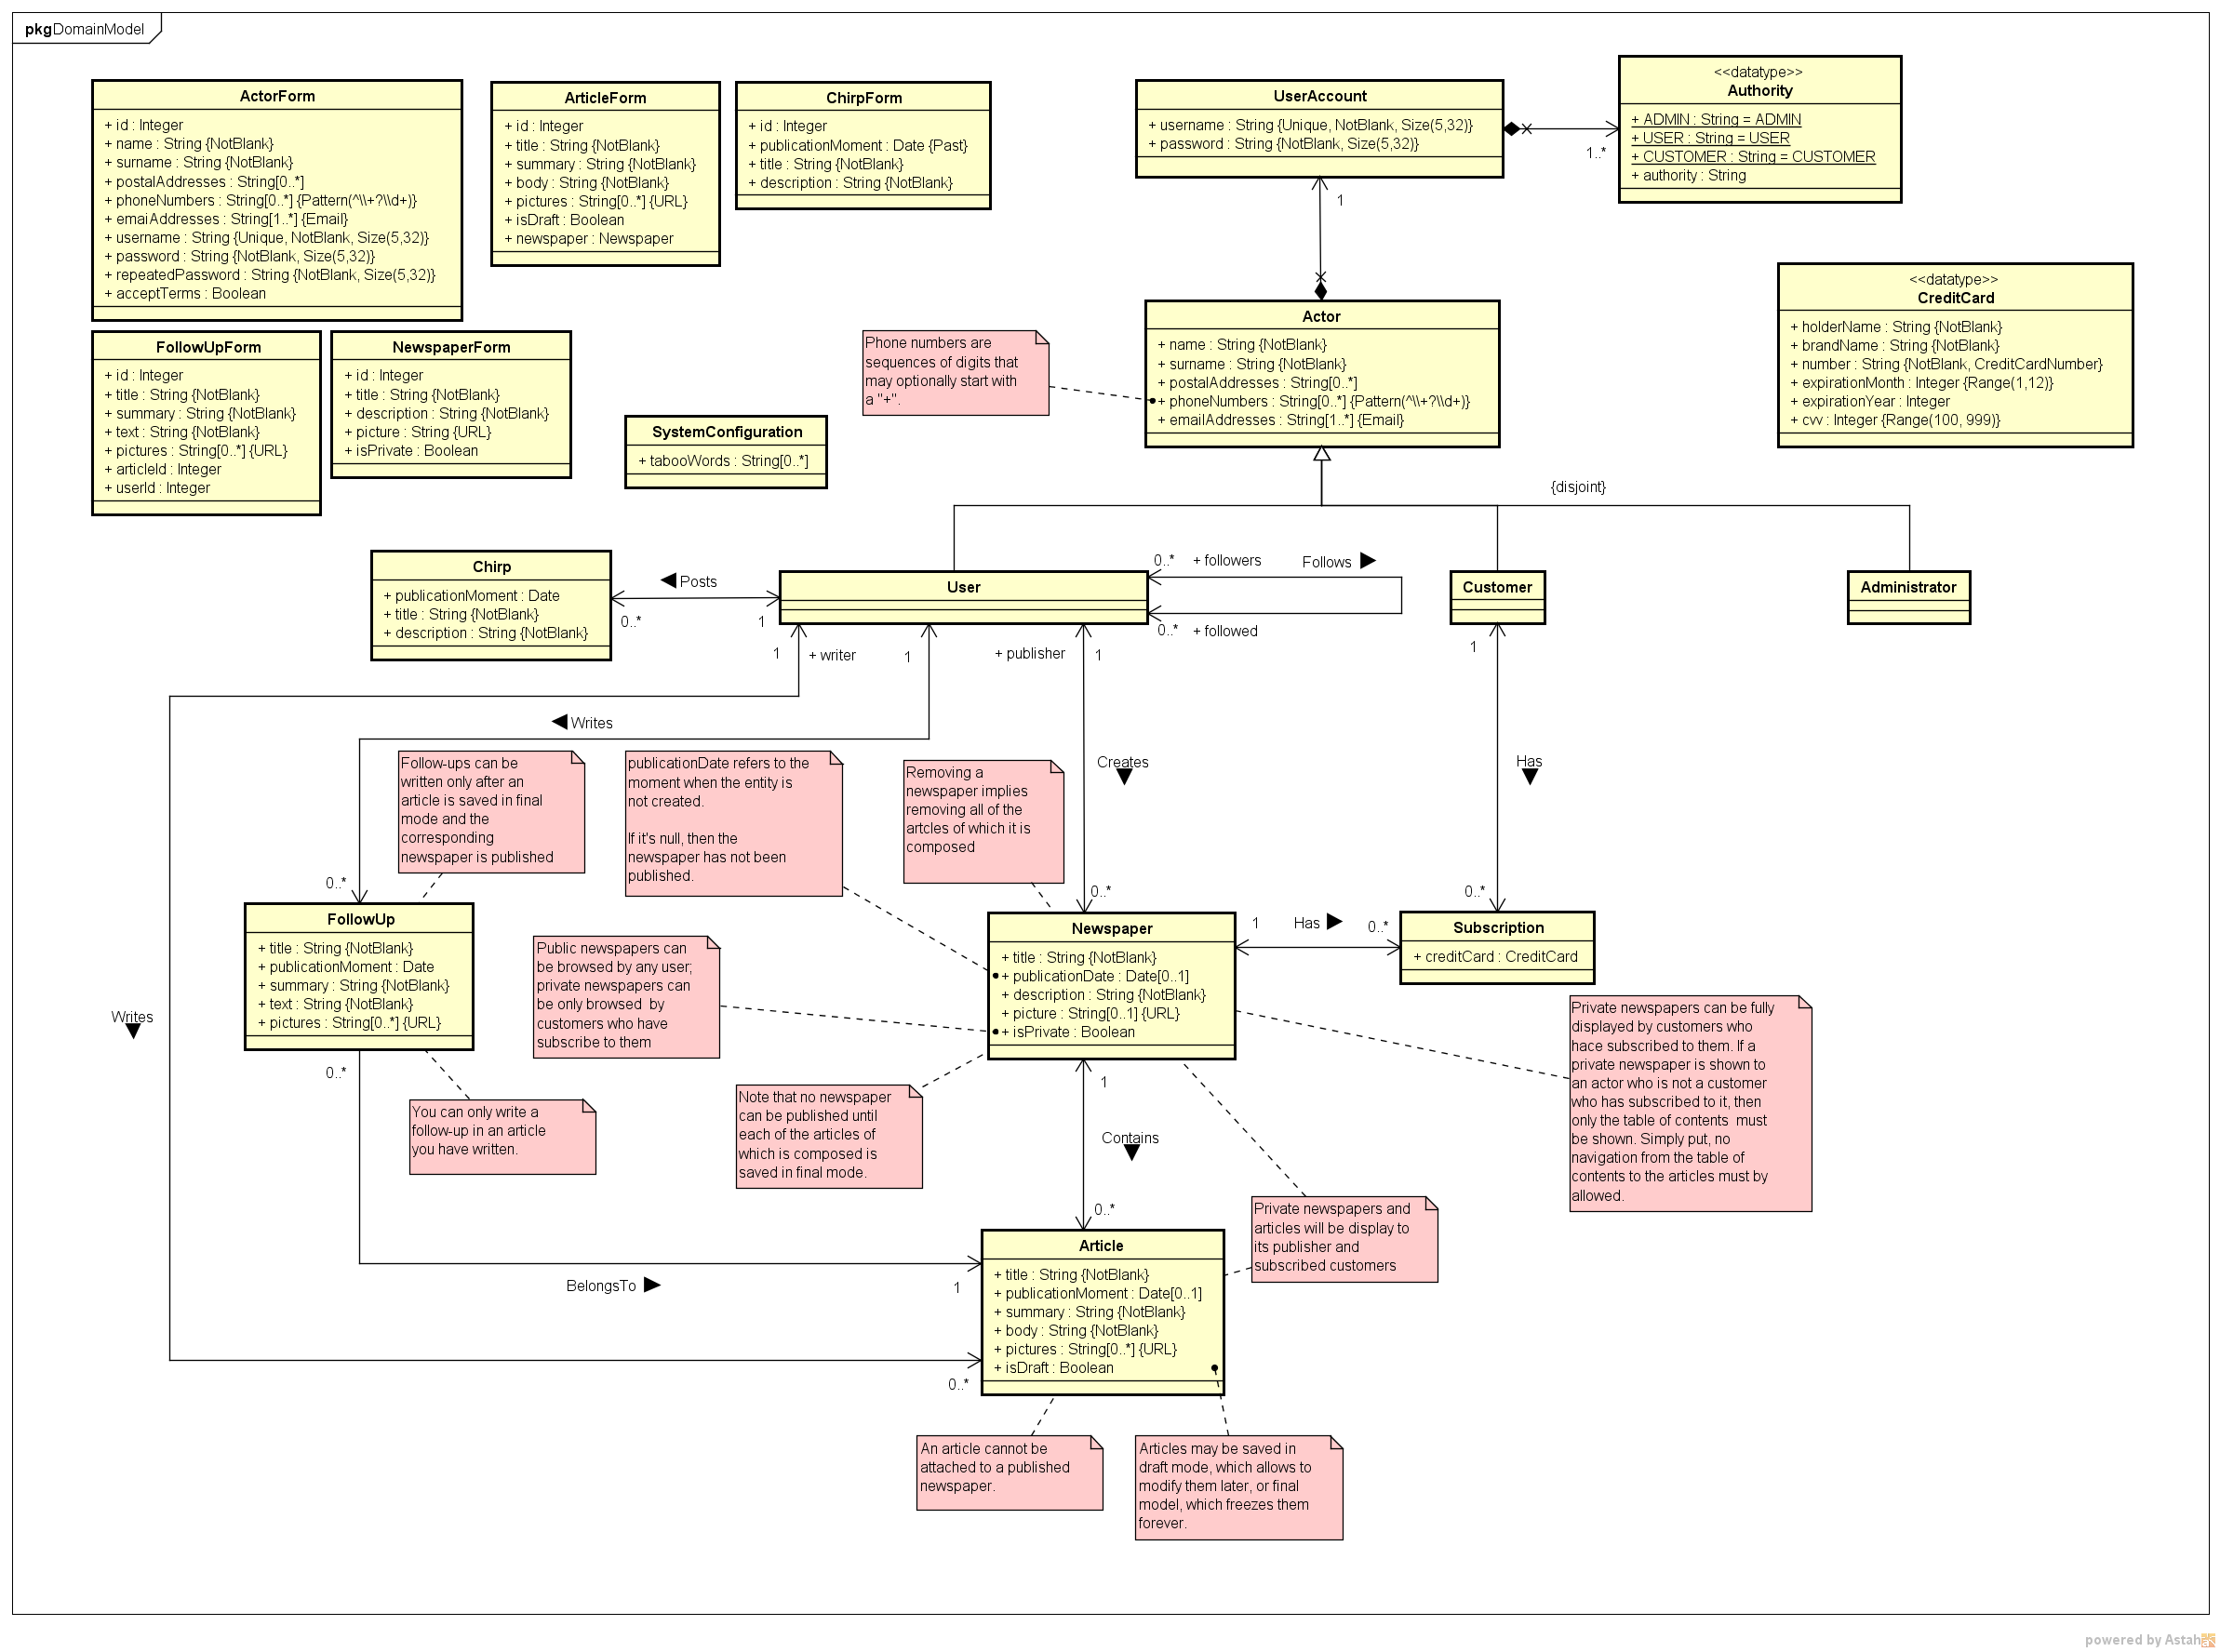 pkg DomainModel
ActorForm
+ id : Integer
+ name : String {NotBlank}
+ surname : String {NotBlank}
+ postalAddresses : String[0..*]
+ phoneNumbers : String[0..*] {Pattern(^\\+?\\d+)}
+ emaiAddresses : String[1..*] {Email}
+ username : String {Unique, NotBlank, Size(5,32)}
+ password : String {NotBlank, Size(5,32)}
+ repeatedPassword : String {NotBlank, Size(5,32)}
+ acceptTerms : Boolean
ArticleForm
+ id : Integer
+ title : String {NotBlank}
+ summary : String {NotBlank}
+ body : String {NotBlank}
+ pictures : String[0..*] {URL}
+ isDraft : Boolean
+ newspaper : Newspaper
ChirpForm
+ id : Integer
+ publicationMoment : Date {Past}
+ title : String {NotBlank}
+ description : String {NotBlank}
UserAccount
+ username : String {Unique, NotBlank, Size(5,32)}
+ password : String {NotBlank, Size(5,32)}
1..*
<<datatype>>
Authority
+ ADMIN : String = ADMIN
+ USER : String = USER
+ CUSTOMER : String = CUSTOMER
+ authority : String
1
<<datatype>>
CreditCard
+ holderName : String {NotBlank}
+ brandName : String {NotBlank}
+ number : String {NotBlank, CreditCardNumber}
+ expirationMonth : Integer {Range(1,12)}
+ expirationYear : Integer
+ cvv : Integer {Range(100, 999)}
FollowUpForm
+ id : Integer
+ title : String {NotBlank}
+ summary : String {NotBlank}
+ text : String {NotBlank}
+ pictures : String[0..*] {URL}
+ articleId : Integer
+ userId : Integer
NewspaperForm
+ id : Integer
+ title : String {NotBlank}
+ description : String {NotBlank}
+ picture : String {URL}
+ isPrivate : Boolean
SystemConfiguration
+ tabooWords : String[0..*]
Phone numbers are
sequences of digits that
may optionally start with
a "+".
Actor
+ name : String {NotBlank}
+ surname : String {NotBlank}
+ postalAddresses : String[0..*]
+ phoneNumbers : String[0..*] {Pattern(^\\+?\\d+)}
+ emailAddresses : String[1..*] {Email}
{disjoint}
Chirp
+ publicationMoment : Date
+ title : String {NotBlank}
+ description : String {NotBlank}
Posts
0..*
1
User
0..*
+ followers
Follows
0..*
+ followed
Customer
Administrator
1
+ writer
1
+ publisher
1
1
Writes
Follow-ups can be
written only after an
article is saved in final
mode and the
corresponding
newspaper is published
publicationDate refers to the
moment when the entity is
not created.
If it's null, then the
newspaper has not been
published.
Removing a
newspaper implies
removing all of the
artcles of which it is
composed
Creates
Has
0..*
0..*
0..*
FollowUp
+ title : String {NotBlank}
+ publicationMoment : Date
+ summary : String {NotBlank}
+ text : String {NotBlank}
+ pictures : String[0..*] {URL}
Public newspapers can
be browsed by any user;
private newspapers can
be only browsed by
customers who have
subscribe to them
Newspaper
+ title : String {NotBlank}
+ publicationDate : Date[0..1]
+ description : String {NotBlank}
+ picture : String[0..1] {URL}
+ isPrivate : Boolean
1
Has
0..*
Subscription
+ creditCard : CreditCard
Writes
0..*
You can only write a
follow-up in an article
you have written.
Note that no newspaper
can be published until
each of the articles of
which is composed is
saved in final mode.
1
Contains
0..*
Private newspapers can be fully
displayed by customers who
hace subscribed to them. If a
private newspaper is shown to
an actor who is not a customer
who has subscribed to it, then
only the table of contents must
be shown. Simply put, no
navigation from the table of
contents to the articles must by
allowed.
Private newspapers and
articles will be display to
its publisher and
subscribed customers
BelongsTo
1
0..*
Article
+ title : String {NotBlank}
+ publicationMoment : Date[0..1]
+ summary : String {NotBlank}
+ body : String {NotBlank}
+ pictures : String[0..*] {URL}
+ isDraft : Boolean
An article cannot be
attached to a published
newspaper.
Articles may be saved in
draft mode, which allows to
modify them later, or final
model, which freezes them
forever.
powered by Astah